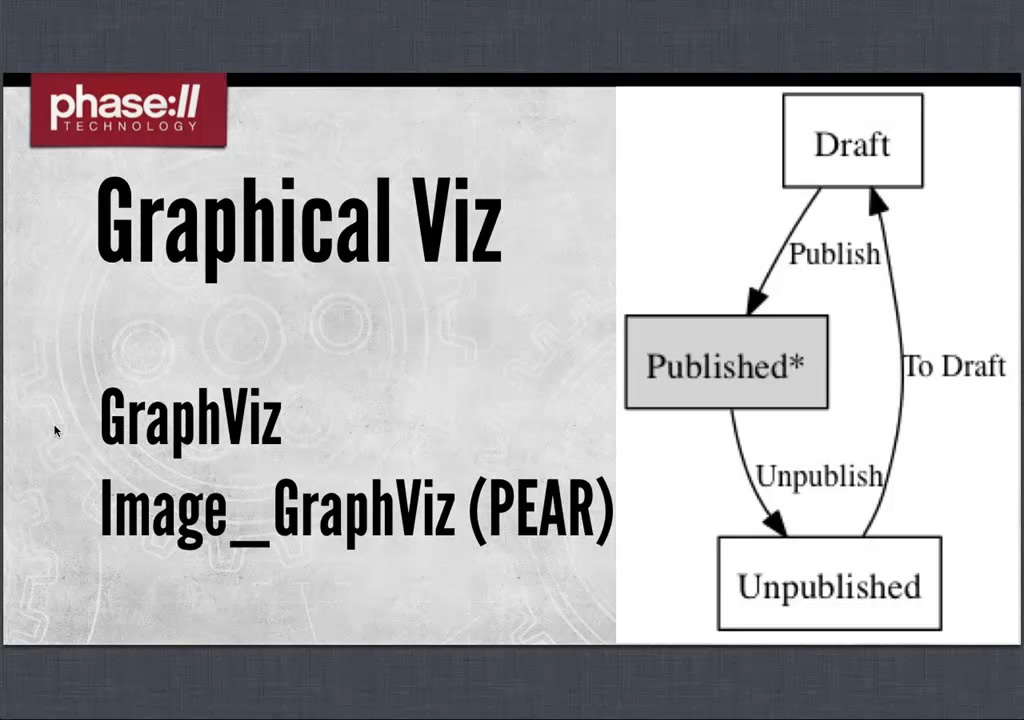 phase://
TECHNOLOGY
Graphical Viz
GraphViz
Image_GraphViz (PEAR)
Draft
Publish
Published*
To Draft
Unpublish
Unpublished